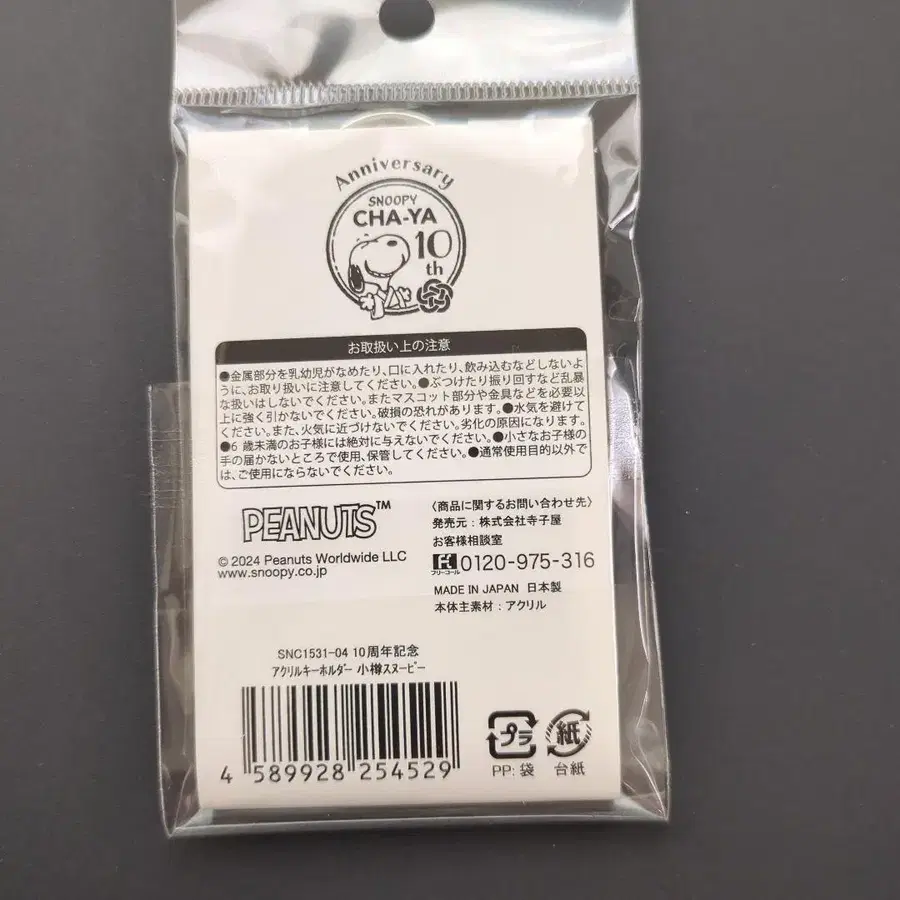 Anniversary
SNOOPY
CHA-YA
10
th
お取扱い上の注意
●金属部分を乳幼児がなめたり、口に入れたり、飲み込むなどしないよ
うに、お取り扱いに注意してください。●ぶつけたり振り回すなど乱暴
な扱いはしないでください。またマスコット部分や金具などを必要以
上に強く引かないでください。破損の恐れがあります。●水気を避けて
ください。また、火気に近づけないでください。劣化の原因になります。
●6 歳未満のお子様には絶対に与えないでください。●小さなお子様の
手の届かないところで使用、保管してください。●通常使用目的以外で
は、ご使用にならないでください。
PEANUTS™
© 2024 Peanuts Worldwide LLC
www.snoopy.co.jp
〈商品に関するお問い合わせ先〉
発売元：株式会社寺子屋
お客様相談室
フリーコール 0120-975-316
MADE IN JAPAN 日本製
本体主素材：アクリル
SNC1531-04 10周年記念
アクリルキーホルダー 小樽スヌーピー
4 589928 254529
プラ
PP: 袋
紙
台紙